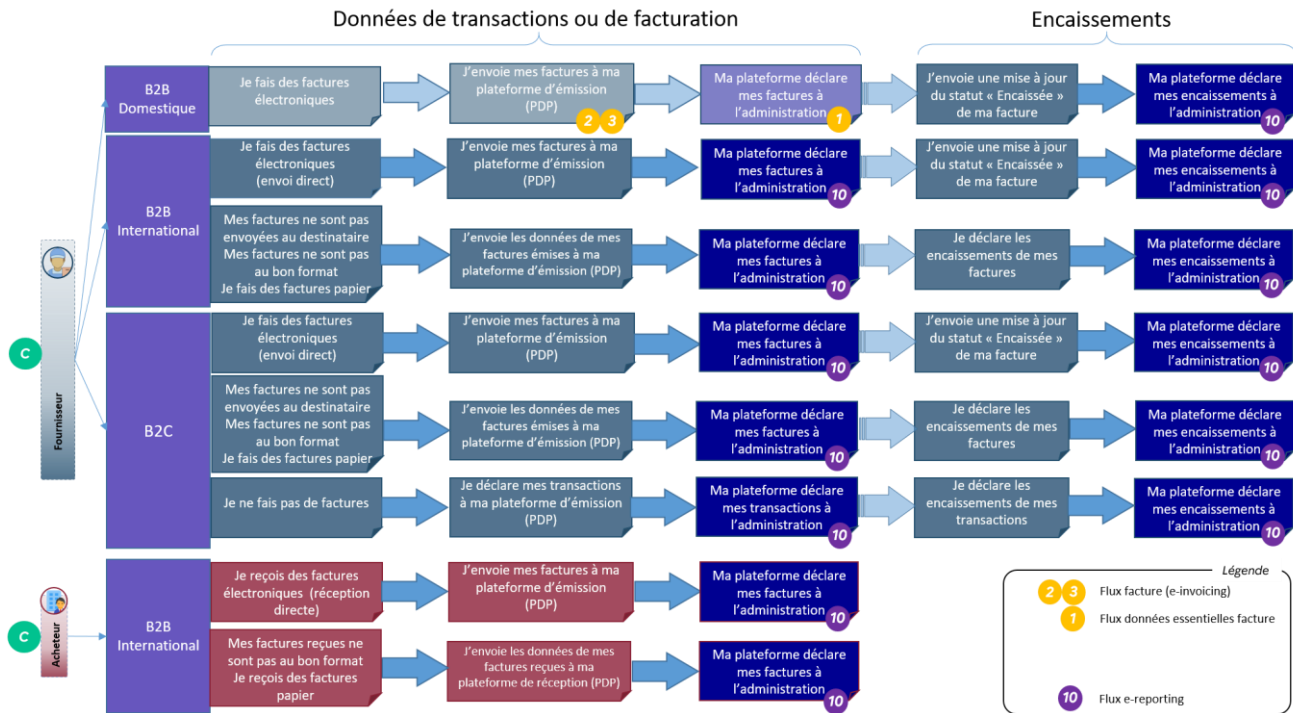 Données de transactions ou de facturation
Encaissements
B2B
Domestique
Je fais des factures
électroniques
J'envoie mes factures à ma
plateforme d'émission
(PDP)
2 3
Ma plateforme déclare
mes factures à
l'administration
1
J'envoie une mise à jour
du statut « Encaissée »
de ma facture
Ma plateforme déclare
mes encaissements à
l'administration
10
B2B
International
Je fais des factures
électroniques
(envoi direct)
J'envoie mes factures à ma
plateforme d'émission
(PDP)
Ma plateforme déclare
mes factures à
l'administration
10
J'envoie une mise à jour
du statut « Encaissée »
de ma facture
Ma plateforme déclare
mes encaissements à
l'administration
10
Mes factures ne sont pas
envoyées au destinataire
Mes factures ne sont pas
au bon format
Je fais des factures papier
J'envoie les données de mes
factures émises à ma
plateforme d'émission (PDP)
Ma plateforme déclare
mes factures à
l'administration
10
Je déclare les
encaissements de mes
factures
Ma plateforme déclare
mes encaissements à
l'administration
10
C
Fournisseur
B2C
Je fais des factures
électroniques
(envoi direct)
J'envoie mes factures à ma
plateforme d'émission
(PDP)
Ma plateforme déclare
mes factures à
l'administration
10
J'envoie une mise à jour
du statut « Encaissée »
de ma facture
Ma plateforme déclare
mes encaissements à
l'administration
10
Mes factures ne sont pas
envoyées au destinataire
Mes factures ne sont pas
au bon format
Je fais des factures papier
J'envoie les données de mes
factures émises à ma
plateforme d'émission (PDP)
Ma plateforme déclare
mes factures à
l'administration
10
Je déclare les
encaissements de mes
factures
Ma plateforme déclare
mes encaissements à
l'administration
10
Je ne fais pas de factures
Je déclare mes transactions
à ma plateforme d'émission
(PDP)
Ma plateforme déclare
mes transactions à
l'administration
10
Je déclare les
encaissements de mes
transactions
Ma plateforme déclare
mes encaissements à
l'administration
10
C
Acheteur
B2B
International
Je reçois des factures
électroniques (réception
directe)
J'envoie mes factures à ma
plateforme d'émission
(PDP)
Ma plateforme déclare
mes factures à
l'administration
10
Mes factures reçues ne
sont pas au bon format
Je reçois des factures
papier
J'envoie les données de mes
factures reçues à ma
plateforme de réception (PDP)
Ma plateforme déclare
mes factures à
l'administration
10
Légende
2 3 Flux facture (e-invoicing)
1 Flux données essentielles facture
10 Flux e-reporting